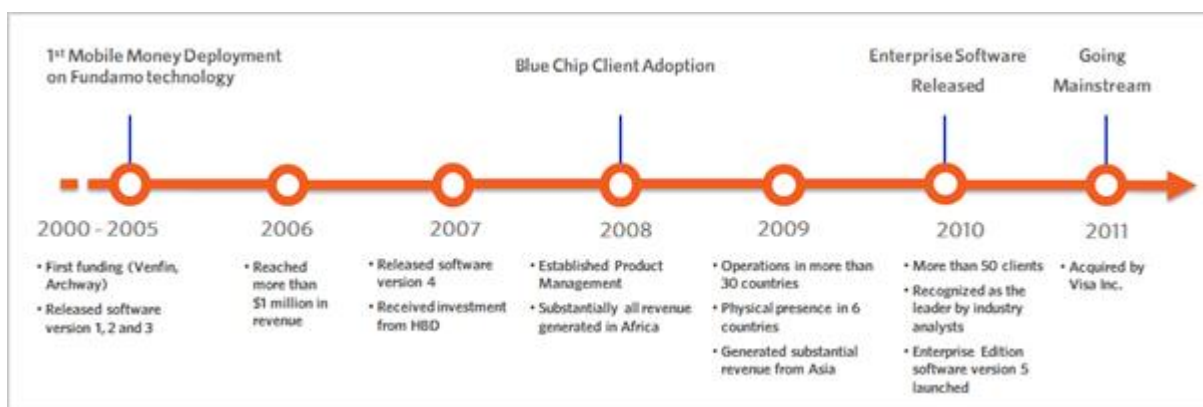 1st Mobile Money Deployment
on Fundamo technology
Blue Chip Client Adoption
Enterprise Software
Released
Going
Mainstream
2000 - 2005
• First funding (Venfin,
Archway)
• Released software
version 1, 2 and 3
2006
• Reached
more than
$1 million in
revenue
2007
• Released software
version 4
• Received investment
from HBD
2008
• Established Product
Management
• Substantially all revenue
generated in Africa
2009
• Operations in more than
30 countries
• Physical presence in 6
countries
• Generated substantial
revenue from Asia
2010
• More than 50 clients
• Recognized as the
leader by industry
analysts
• Enterprise Edition
software version 5
launched
2011
• Acquired by
Visa Inc.